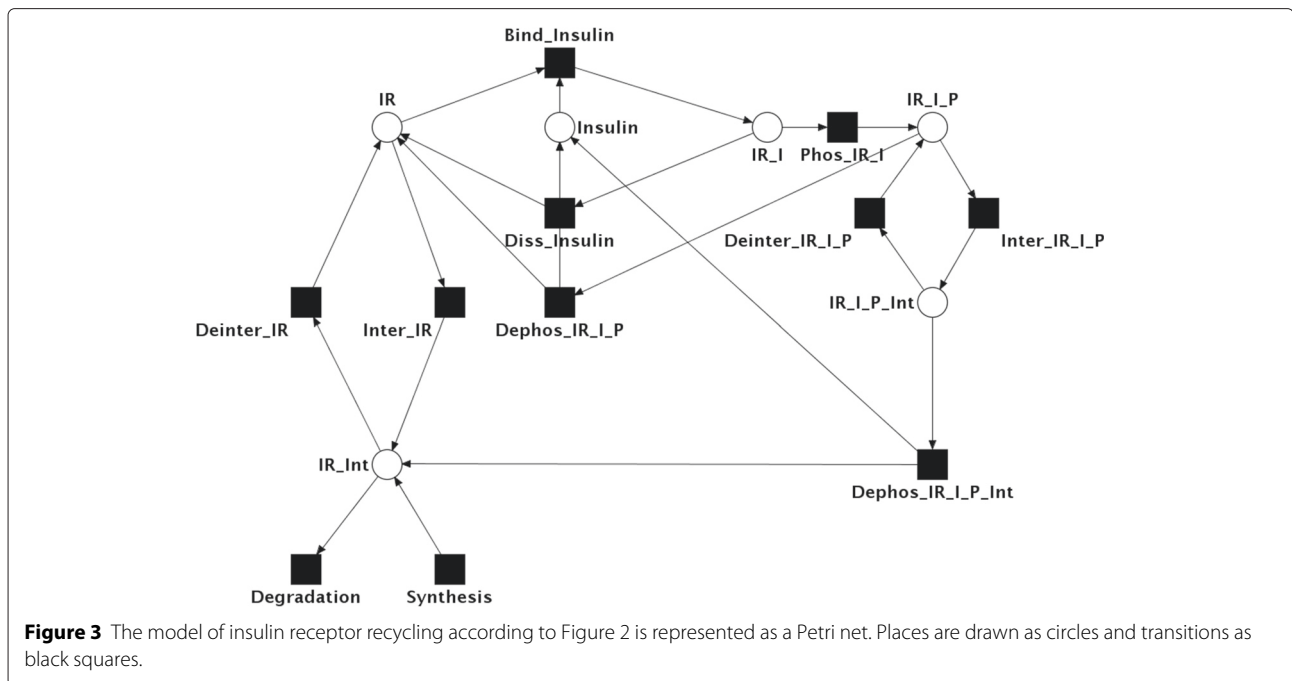 Bind_Insulin
IR
Insulin
IR_I
Phos_IR_I
IR_I_P
Diss_Insulin
Deinter_IR_I_P
Inter_IR_I_P
Deinter_IR
Inter_IR
Dephos_IR_I_P
IR_I_P_Int
IR_Int
Dephos_IR_I_P_Int
Degradation
Synthesis
Figure 3 The model of insulin receptor recycling according to Figure 2 is represented as a Petri net. Places are drawn as circles and transitions as
black squares.